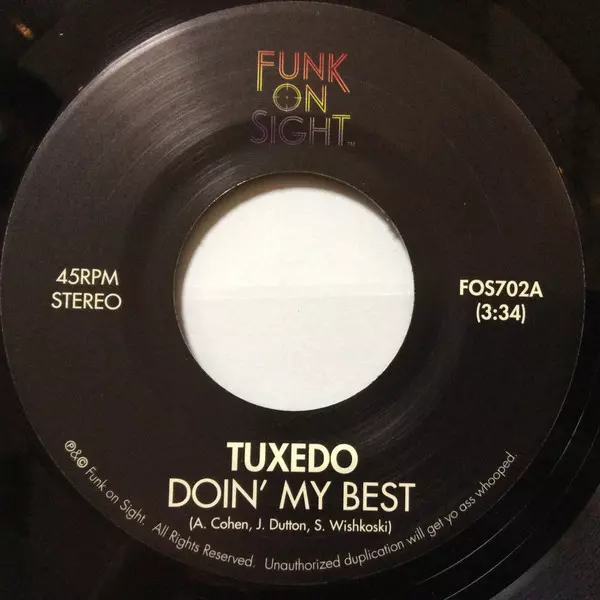 FUNK
ON
SIGHT™
45RPM
STEREO
FOS702A
(3:34)
TUXEDO
DOIN' MY BEST
(A. Cohen, J. Dutton, S. Wishkoski)
℗&© Funk on Sight. All Rights Reserved. Unauthorized duplication will get yo ass whooped.